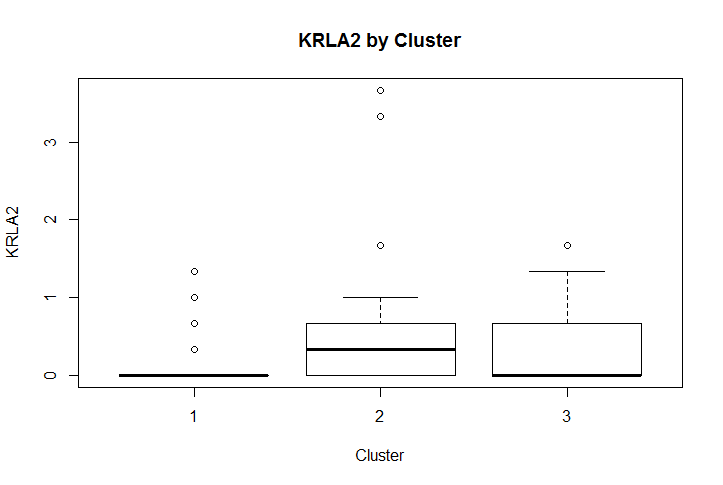 KRLA2 by Cluster
KRLA2
3
2
1
0
1 2 3
Cluster